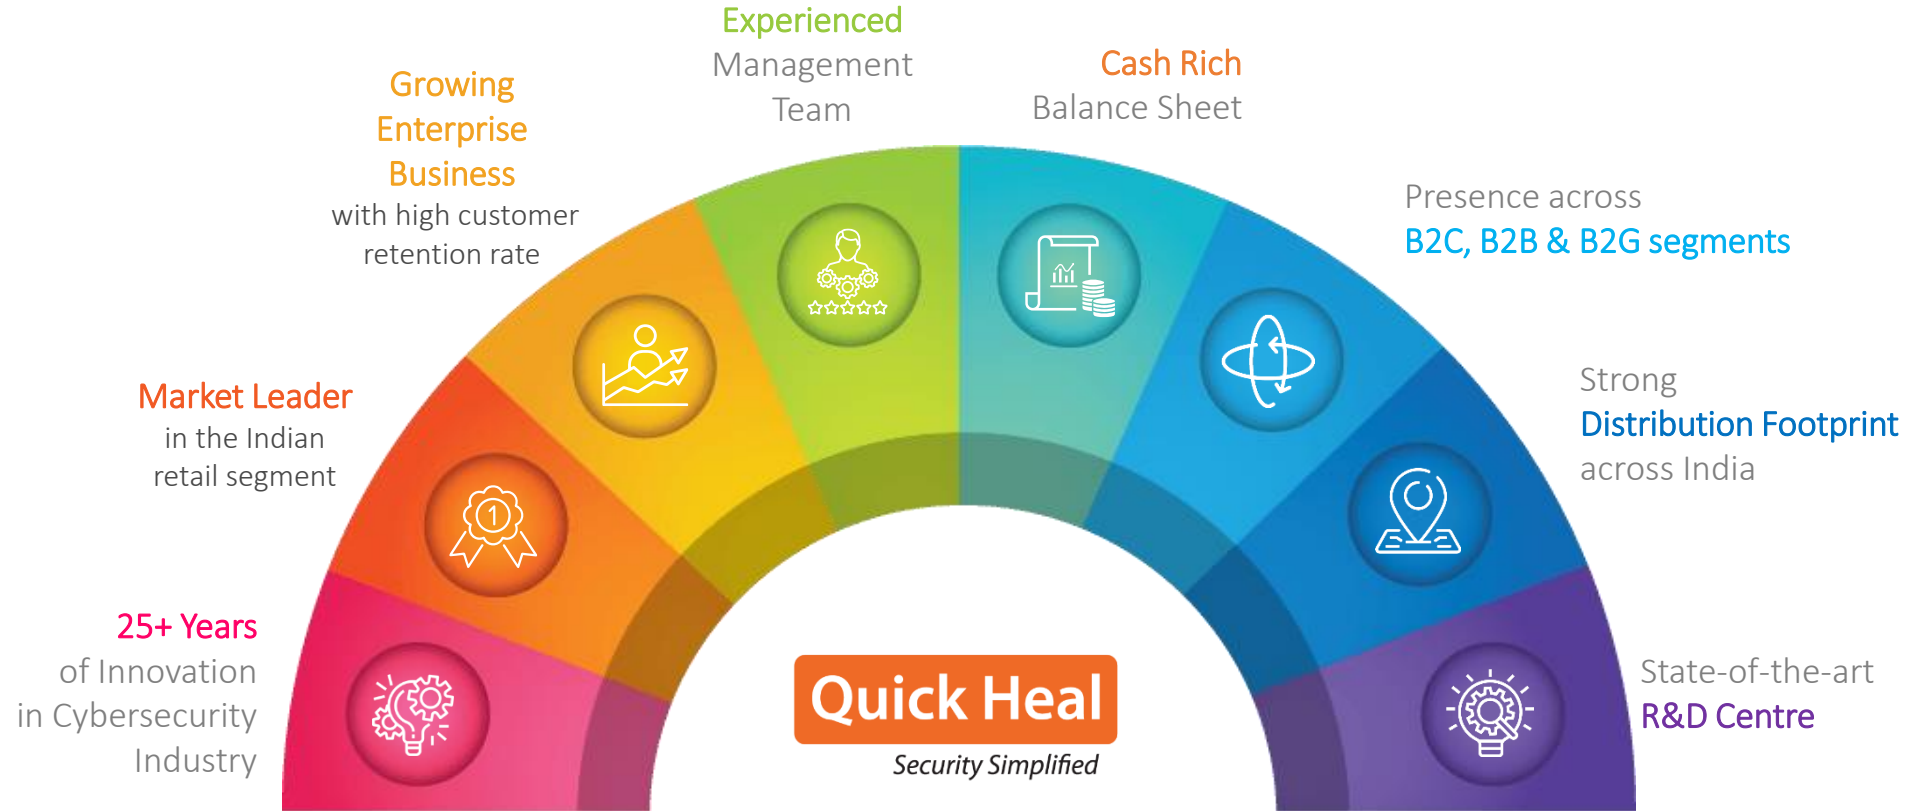 25+ Years
of Innovation
in Cybersecurity
Industry
Market Leader
in the Indian
retail segment
Growing
Enterprise
Business
with high customer
retention rate
Experienced
Management
Team
Cash Rich
Balance Sheet
Presence across
B2C, B2B & B2G segments
Strong
Distribution Footprint
across India
State-of-the-art
R&D Centre
1
Quick Heal
Security Simplified